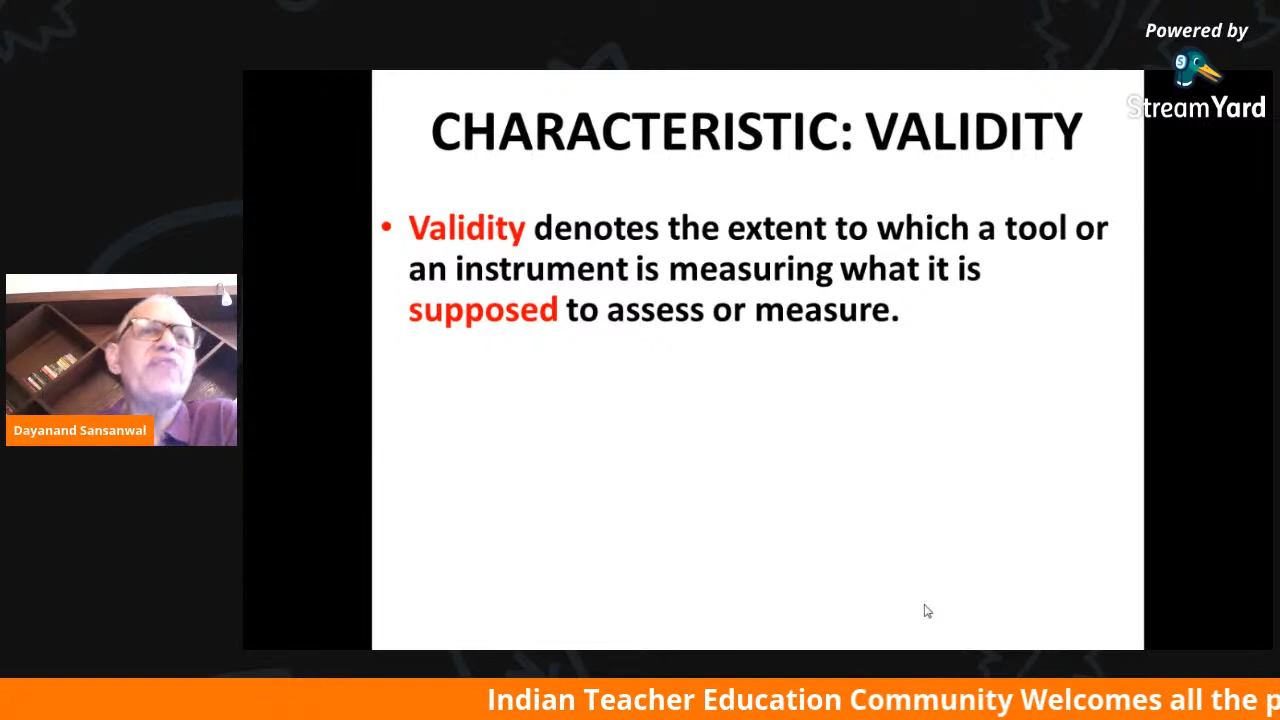 Powered by
StreamYard
CHARACTERISTIC: VALIDITY
• Validity denotes the extent to which a tool or
an instrument is measuring what it is
supposed to assess or measure.
Dayanand Sansanwal
Indian Teacher Education Community Welcomes all the p